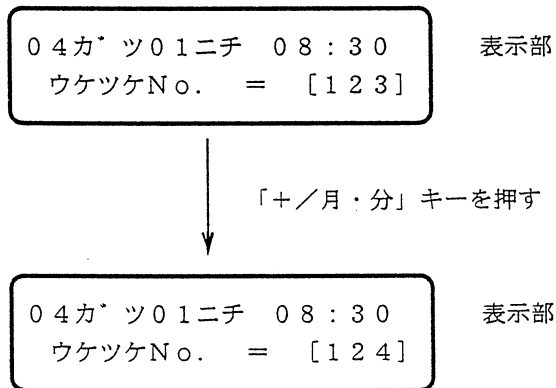 04ガツ01ニチ 08:30 表示部
ウケツケNo. = [123]
「+/月・分」キーを押す
04ガツ01ニチ 08:30 表示部
ウケツケNo. = [124]